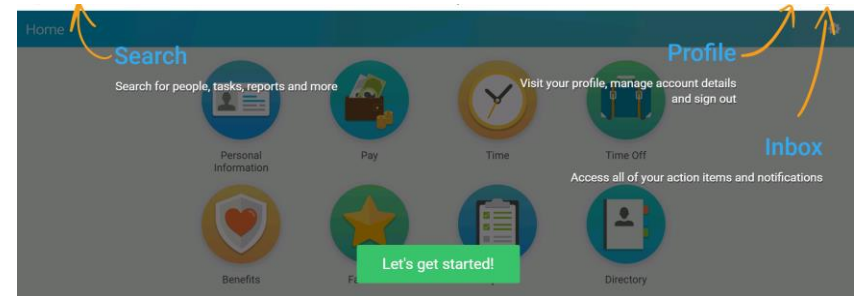 Home
Search
Search for people, tasks, reports and more
Profile
Visit your profile, manage account details
and sign out
Inbox
Access all of your action items and notifications
Personal
Information
Pay
Time
Time Off
Let's get started!
Benefits
Directory